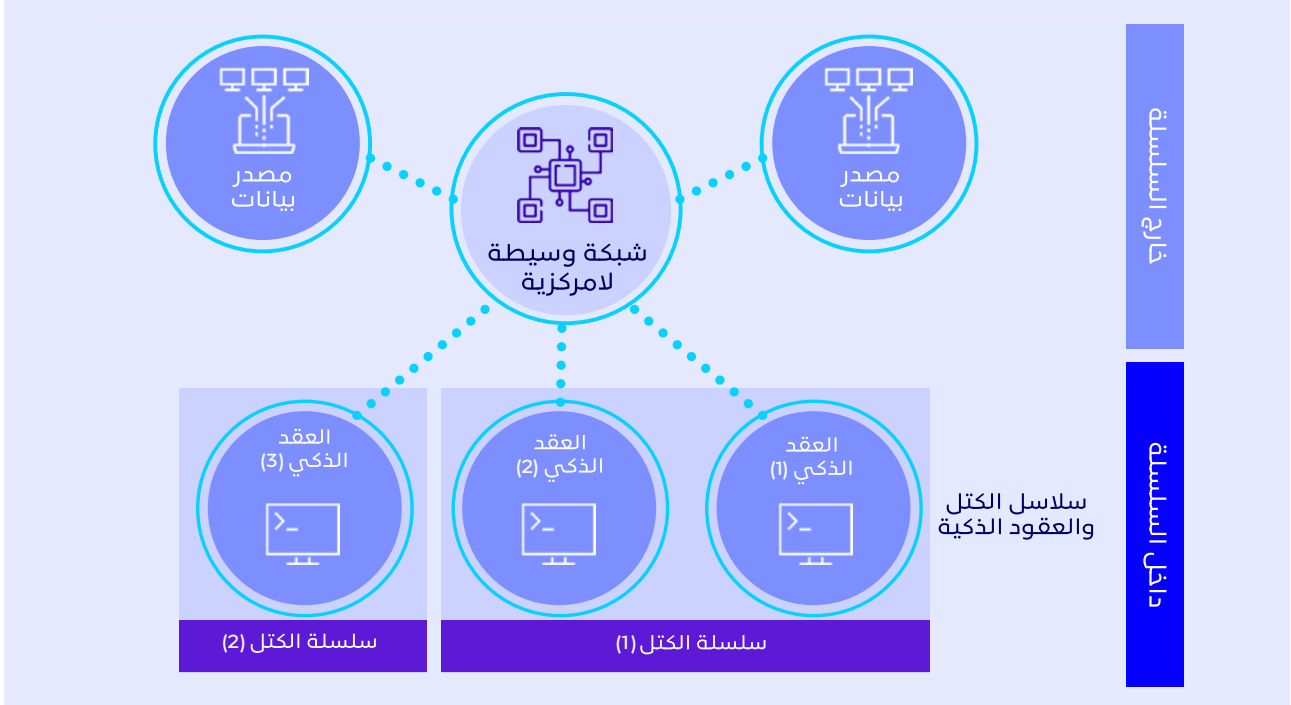 خارج السلسلة
مصدر
بيانات
شبكة وسيطة
لامركزية
مصدر
بيانات
داخل السلسلة
سلاسل الكتل
والعقود الذكية
العقد
الذكي (1)
العقد
الذكي (2)
العقد
الذكي (3)
سلسلة الكتل (1)
سلسلة الكتل (2)